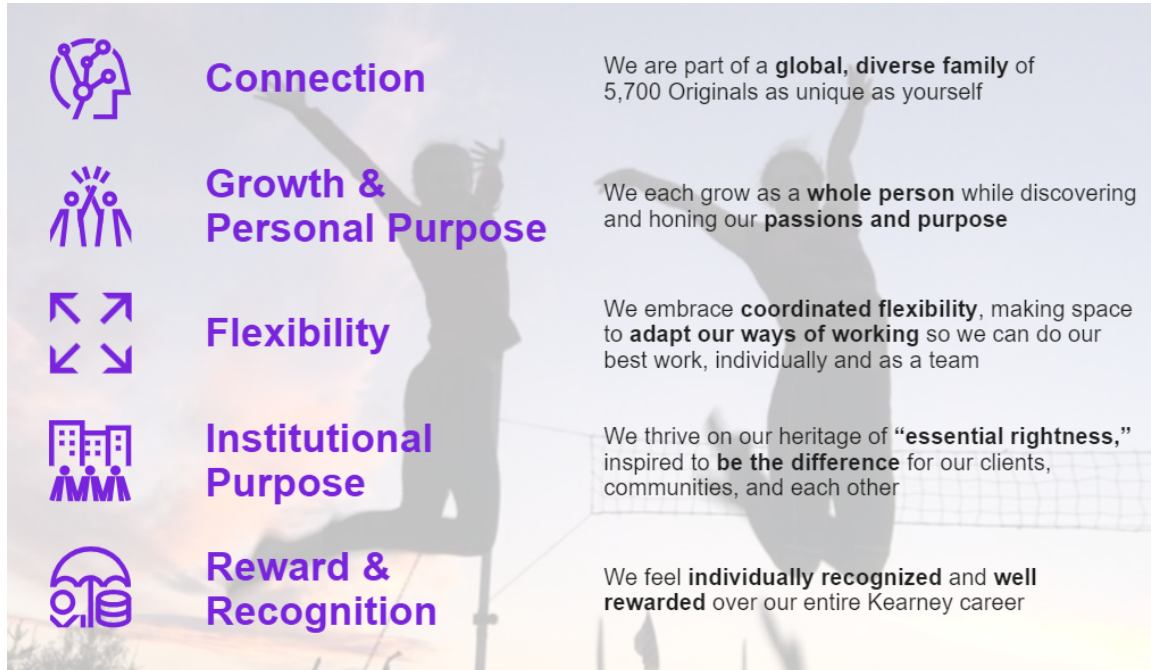 Connection
We are part of a global, diverse family of
5,700 Originals as unique as yourself
Growth &
Personal Purpose
We each grow as a whole person while discovering
and honing our passions and purpose
Flexibility
We embrace coordinated flexibility, making space
to adapt our ways of working so we can do our
best work, individually and as a team
Institutional
Purpose
We thrive on our heritage of “essential rightness,”
inspired to be the difference for our clients,
communities, and each other
Reward &
Recognition
We feel individually recognized and well
rewarded over our entire Kearney career